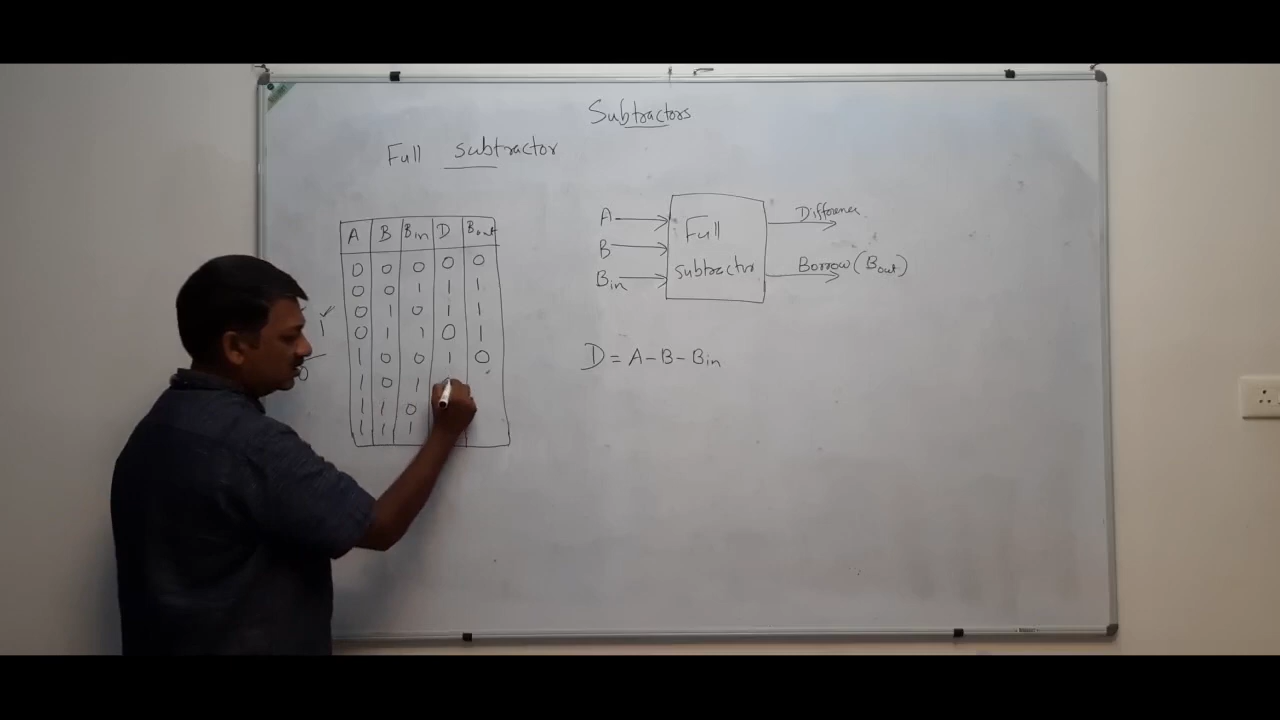 Subtractors
Full subtractor
A B Bin D Bout
0 0 0 0 0
0 0 1 1 1
0 1 0 1 1
0 1 1 0 1
1 0 0 1 0
1 0 1
1 1 0
1 1 1
1
0
A
B
Bin
Full
subtractor
Difference
Borrow (Bout)
D = A - B - Bin